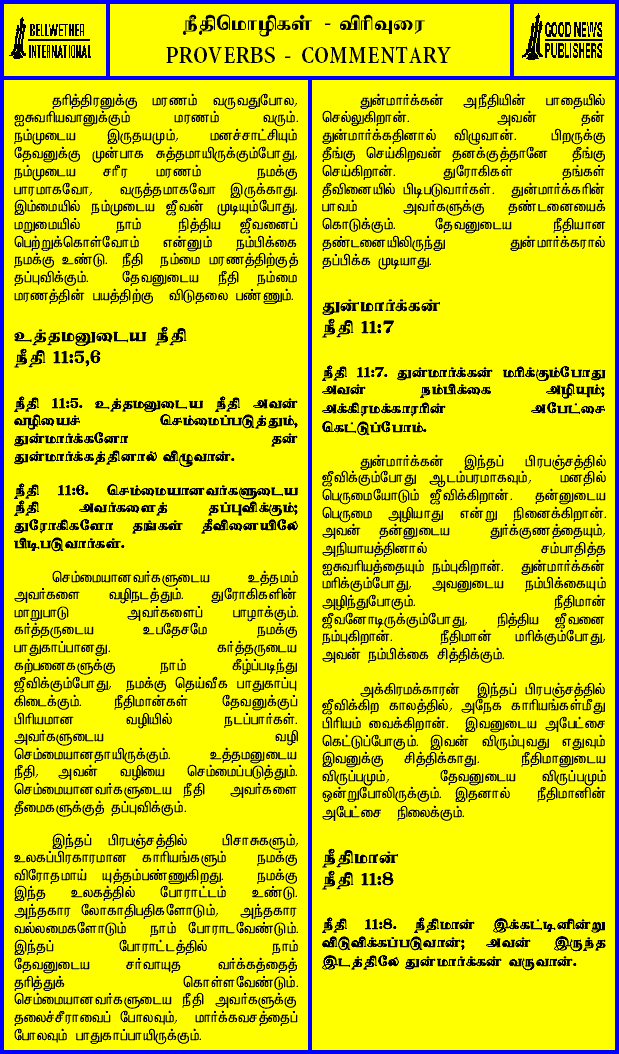 BELLWETHER
INTERNATIONAL
நீதிமொழிகள் - விரிவுரை
PROVERBS - COMMENTARY
GOOD NEWS
PUBLISHERS
தரித்திரனுக்கு மரணம் வருவதுபோல,
ஐசுவரியவானுக்கும் மரணம் வரும்.
நம்முடைய இருதயமும், மனச்சாட்சியும்
தேவனுக்கு முன்பாக சுத்தமாயிருக்கும்போது,
நம்முடைய சரீர மரணம் நமக்கு
பாரமாகவோ, வருத்தமாகவோ இருக்காது.
இம்மையில் நம்முடைய ஜீவன் முடியும்போது,
மறுமையில் நாம் நித்திய ஜீவனைப்
பெற்றுக்கொள்வோம் என்னும் நம்பிக்கை
நமக்கு உண்டு. நீதி நம்மை மரணத்திற்குத்
தப்புவிக்கும். தேவனுடைய நீதி நம்மை
மரணத்தின் பயத்திற்கு விடுதலை பண்ணும்.
உத்தமனுடைய நீதி
நீதி 11:5,6
நீதி 11:5. உத்தமனுடைய நீதி அவன்
வழியைச் செம்மைப்படுத்தும்,
துன்மார்க்கனோ தன்
துன்மார்க்கத்தினால் விழுவான்.
நீதி 11:6. செம்மையானவர்களுடைய
நீதி அவர்களைத் தப்புவிக்கும்;
துரோகிகளோ தங்கள் தீவினையிலே
பிடிபடுவார்கள்.
செம்மையானவர்களுடைய உத்தமம்
அவர்களை வழிநடத்தும். துரோகிகளின்
மாறுபாடு அவர்களைப் பாழாக்கும்.
கர்த்தருடைய உபதேசமே நமக்கு
பாதுகாப்பானது. கர்த்தருடைய
கற்பனைகளுக்கு நாம் கீழ்ப்படிந்து
ஜீவிக்கும்போது, நமக்கு தெய்வீக பாதுகாப்பு
கிடைக்கும். நீதிமான்கள் தேவனுக்குப்
பிரியமான வழியில் நடப்பார்கள்.
அவர்களுடைய வழி
செம்மையானதாயிருக்கும். உத்தமனுடைய
நீதி, அவன் வழியை செம்மைப்படுத்தும்.
செம்மையானவர்களுடைய நீதி அவர்களை
தீமைகளுக்குத் தப்புவிக்கும்.
இந்தப் பிரபஞ்சத்தில் பிசாசுகளும்,
உலகப்பிரகாரமான காரியங்களும் நமக்கு
விரோதமாய் யுத்தம்பண்ணுகிறது. நமக்கு
இந்த உலகத்தில் போராட்டம் உண்டு.
அந்தகார லோகாதிபதிகளோடும், அந்தகார
வல்லமைகளோடும் நாம் போராடவேண்டும்.
இந்தப் போராட்டத்தில் நாம்
தேவனுடைய சர்வாயுத வர்க்கத்தைத்
தரித்துக் கொள்ளவேண்டும்.
செம்மையானவர்களுடைய நீதி அவர்களுக்கு
தலைச்சீராவைப் போலவும், மார்க்கவசத்தைப்
போலவும் பாதுகாப்பாயிருக்கும்.
துன்மார்க்கன் அநீதியின் பாதையில்
செல்லுகிறான். அவன் தன்
துன்மார்க்கதினால் விழுவான். பிறருக்கு
தீங்கு செய்கிறவன் தனக்குத்தானே தீங்கு
செய்கிறான். துரோகிகள் தங்கள்
தீவினையில் பிடிபடுவார்கள். துன்மார்க்கரின்
பாவம் அவர்களுக்கு தண்டனையைக்
கொடுக்கும். தேவனுடைய நீதியான
தண்டனையிலிருந்து துன்மார்க்கரால்
தப்பிக்க முடியாது.
துன்மார்க்கன்
நீதி 11:7
நீதி 11:7. துன்மார்க்கன் மரிக்கும்போது
அவன் நம்பிக்கை அழியும்;
அக்கிரமக்காரரின் அபேட்சை
கெட்டுப்போம்.
துன்மார்க்கன் இந்தப் பிரபஞ்சத்தில்
ஜீவிக்கும்போது ஆடம்பரமாகவும், மனதில்
பெருமையோடும் ஜீவிக்கிறான். தன்னுடைய
பெருமை அழியாது என்று நினைக்கிறான்.
அவன் தன்னுடைய துர்க்குணத்தையும்,
அநியாயத்தினால் சம்பாதித்த
ஐசுவரியத்தையும் நம்புகிறான். துன்மார்க்கன்
மரிக்கும்போது, அவனுடைய நம்பிக்கையும்
அழிந்துபோகும். நீதிமான்
ஜீவனோடிருக்கும்போது, நித்திய ஜீவனை
நம்புகிறான். நீதிமான் மரிக்கும்போது,
அவன் நம்பிக்கை சித்திக்கும்.
அக்கிரமக்காரன் இந்தப் பிரபஞ்சத்தில்
ஜீவிக்கிற காலத்தில், அநேக காரியங்கள்மீது
பிரியம் வைக்கிறான். இவனுடைய அபேட்சை
கெட்டுப்போகும். இவன் விரும்புவது எதுவும்
இவனுக்கு சித்திக்காது. நீதிமானுடைய
விருப்பமும், தேவனுடைய விருப்பமும்
ஒன்றுபோலிருக்கும். இதனால் நீதிமானின்
அபேட்சை நிலைக்கும்.
நீதிமான்
நீதி 11:8
நீதி 11:8. நீதிமான் இக்கட்டினின்று
விடுவிக்கப்படுவான்; அவன் இருந்த
இடத்திலே துன்மார்க்கன் வருவான்.